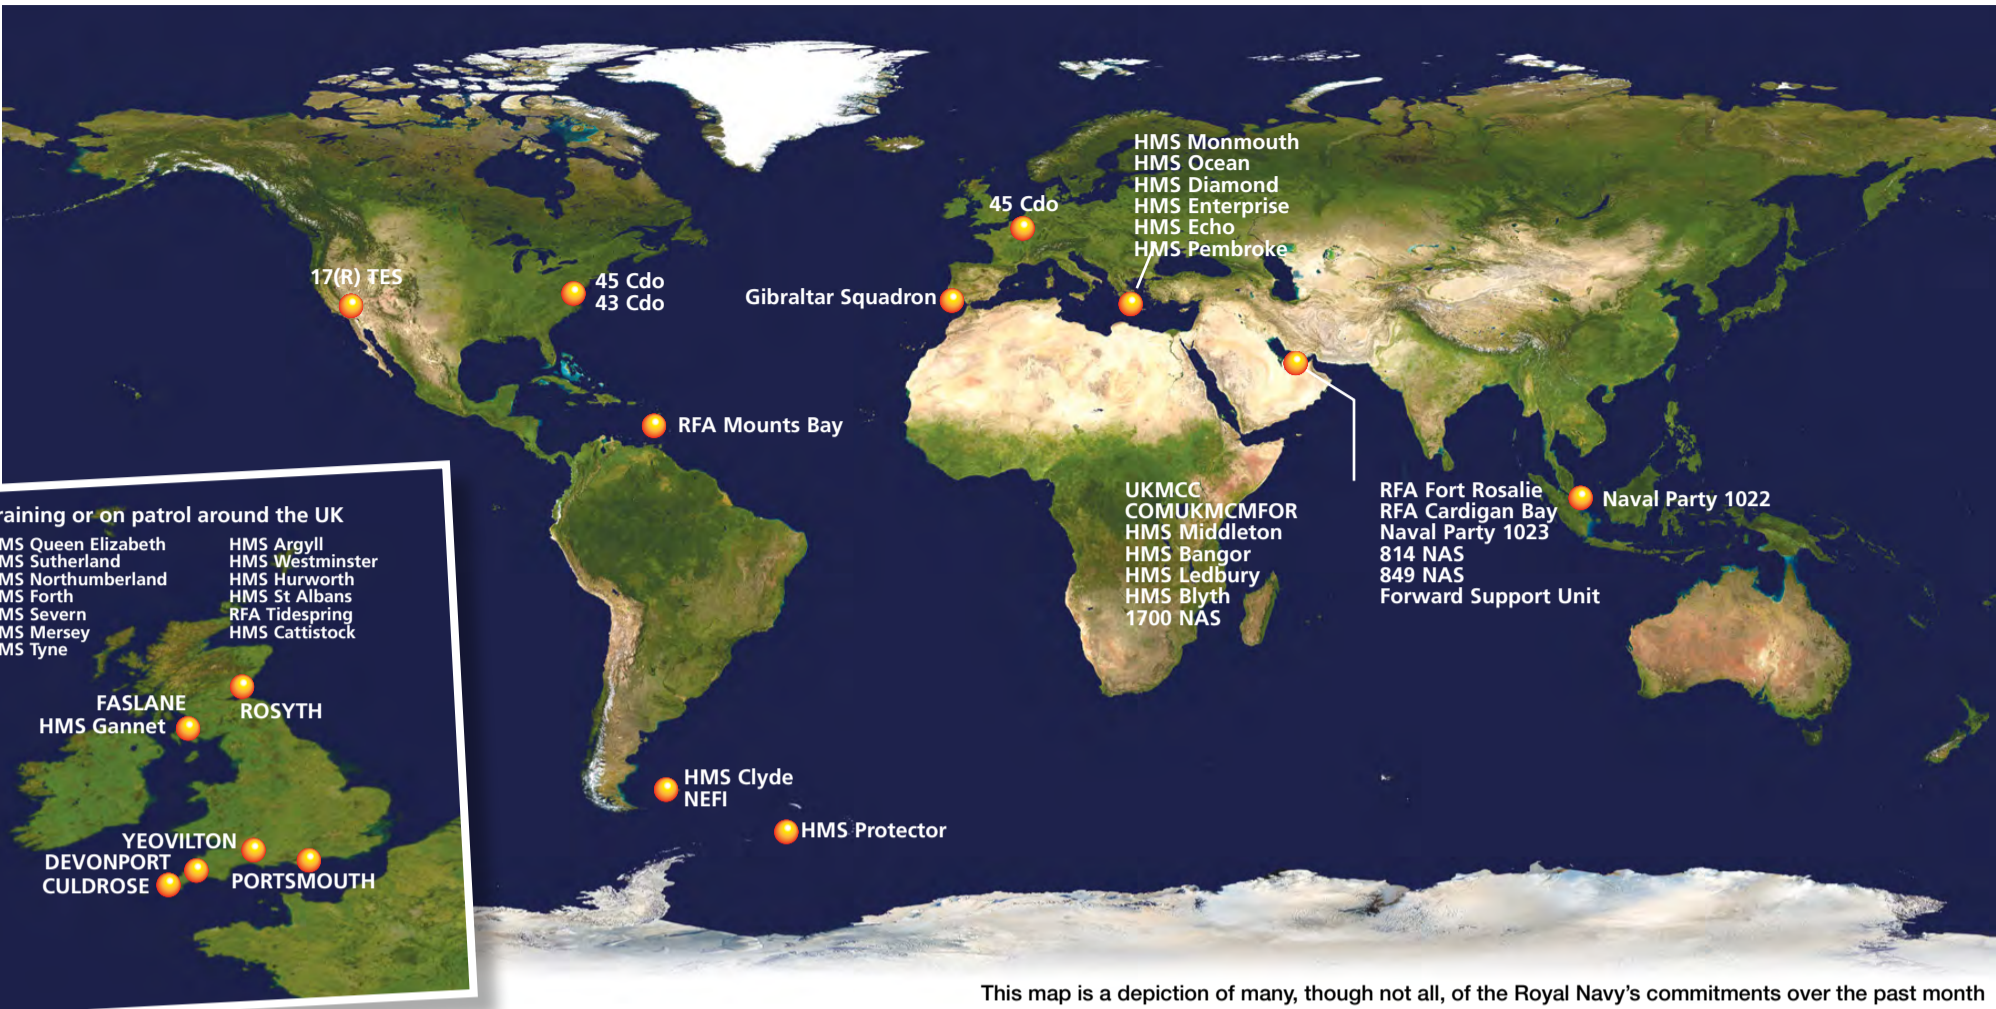 HMS Monmouth
HMS Ocean
HMS Diamond
HMS Enterprise
HMS Echo
HMS Pembroke
45 Cdo
17(R) TES
45 Cdo
43 Cdo
Gibraltar Squadron
RFA Mounts Bay
UKMCC
COMUKMCMFOR
HMS Middleton
HMS Bangor
HMS Ledbury
HMS Blyth
1700 NAS
RFA Fort Rosalie
RFA Cardigan Bay
Naval Party 1023
814 NAS
849 NAS
Forward Support Unit
Naval Party 1022
HMS Clyde
NEFI
HMS Protector
raining or on patrol around the UK
MS Queen Elizabeth
MS Sutherland
MS Northumberland
MS Forth
MS Severn
MS Mersey
MS Tyne
HMS Argyll
HMS Westminster
HMS Hurworth
HMS St Albans
RFA Tidespring
HMS Cattistock
FASLANE
HMS Gannet
ROSYTH
YEOVILTON
DEVONPORT
CULDROSE
PORTSMOUTH
This map is a depiction of many, though not all, of the Royal Navy's commitments over the past month